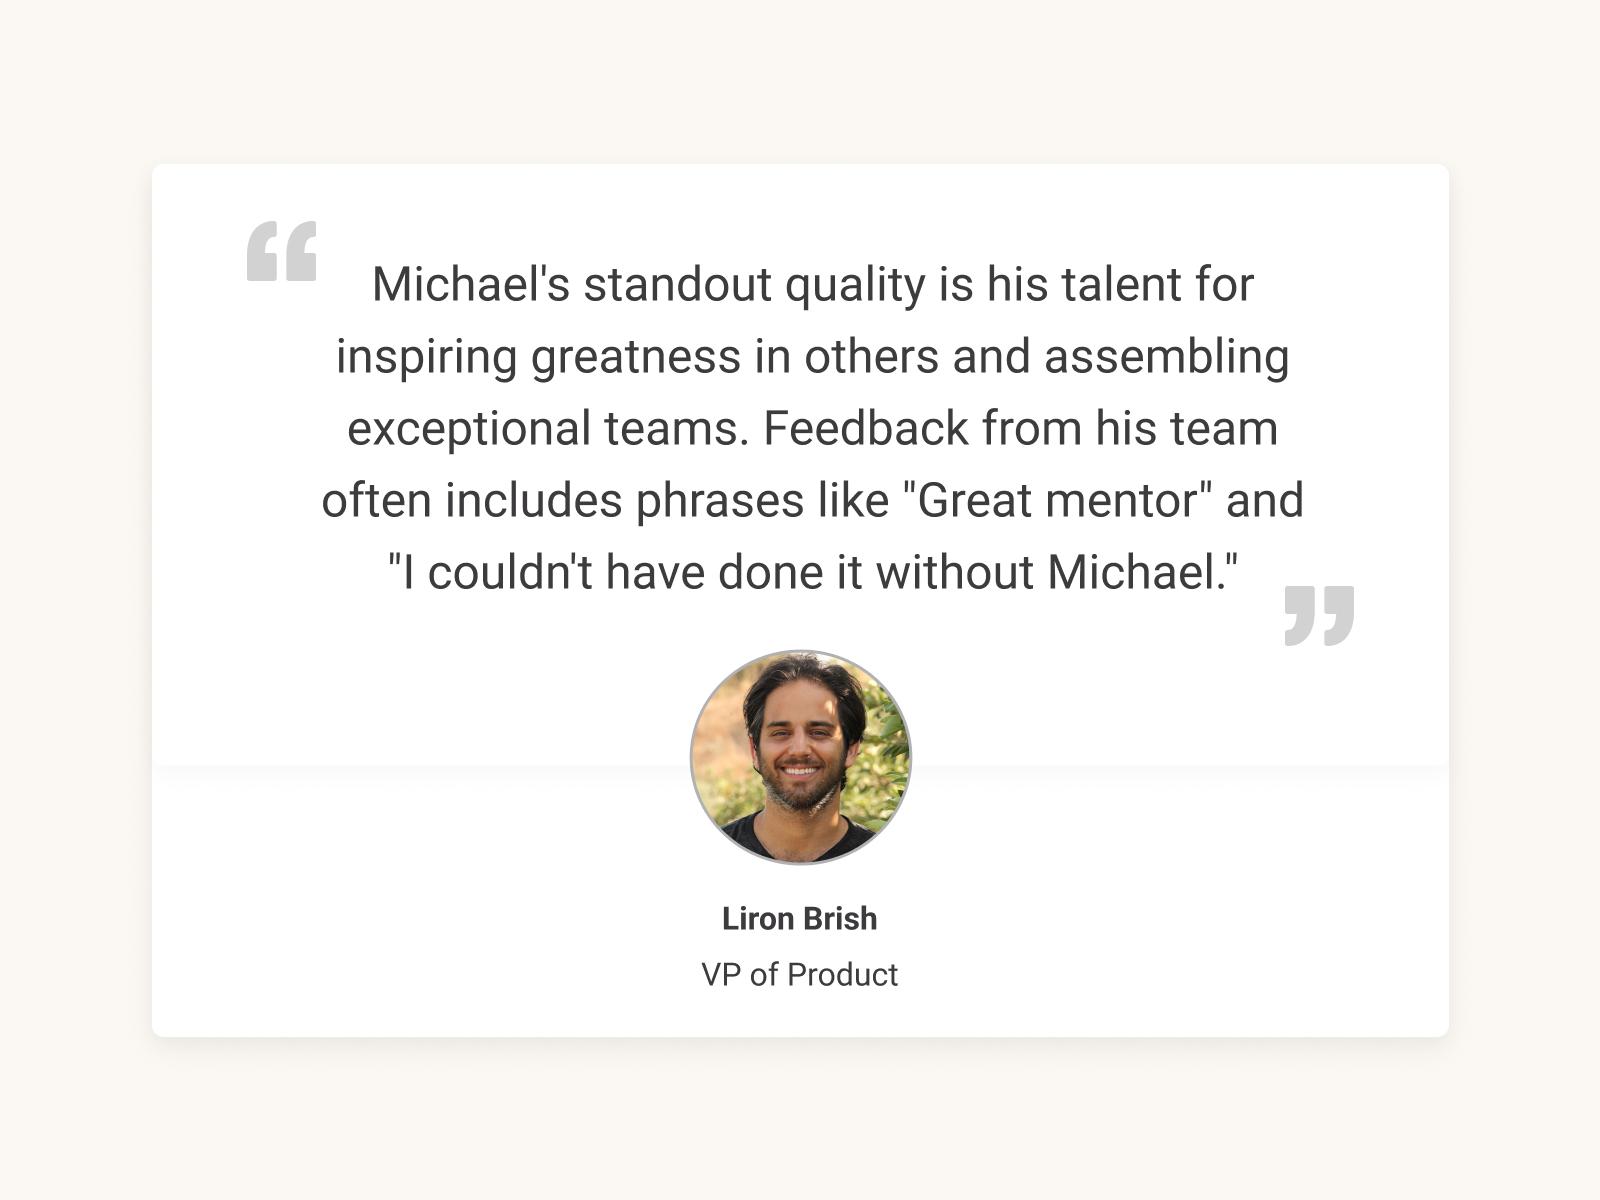 “
Michael's standout quality is his talent for
inspiring greatness in others and assembling
exceptional teams. Feedback from his team
often includes phrases like "Great mentor" and
"I couldn't have done it without Michael."
”
Liron Brish
VP of Product